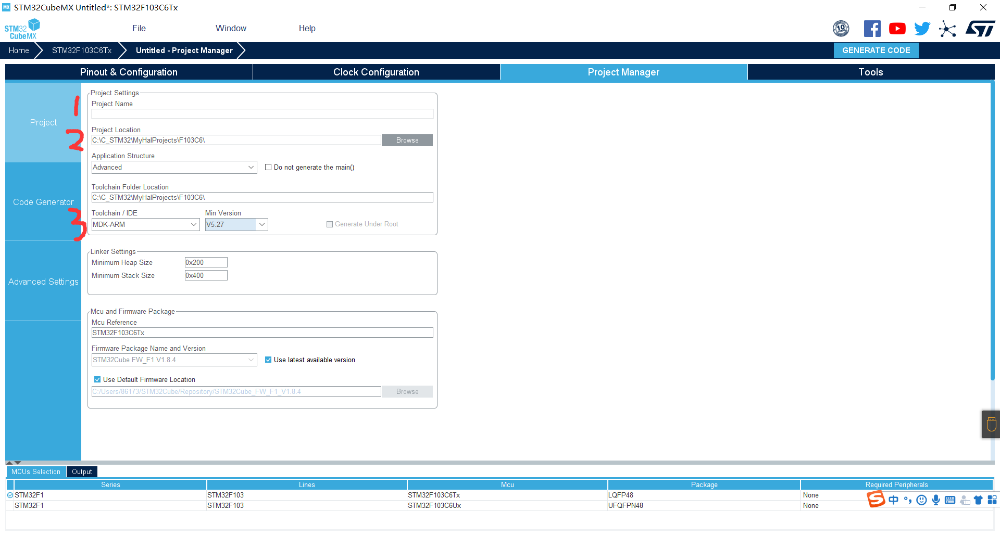 MX STM32CubeMX Untitled*: STM32F103C6Tx
STM32 CubeMX
File Window Help
10
Home STM32F103C6Tx Untitled - Project Manager GENERATE CODE
Pinout & Configuration Clock Configuration Project Manager Tools
Project
Code Generator
Advanced Settings
1
2
3
Project Settings
Project Name
Project Location
C:\C_STM32\MyHalProjects\F103C6\ Browse
Application Structure
Advanced Do not generate the main()
Toolchain Folder Location
C:\C_STM32\MyHalProjects\F103C6\
Toolchain / IDE Min Version
MDK-ARM V5.27 Generate Under Root
Linker Settings
Minimum Heap Size 0x200
Minimum Stack Size 0x400
Mcu and Firmware Package
Mcu Reference
STM32F103C6Tx
Firmware Package Name and Version
STM32Cube FW_F1 V1.8.4 Use latest available version
Use Default Firmware Location
C:/Users/86173/STM32Cube/Repository/STM32Cube_FW_F1_V1.8.4 Browse
MCUs Selection Output
Series Lines Mcu Package Required Peripherals
STM32F1 STM32F103 STM32F103C6Tx LQFP48 None
STM32F1 STM32F103 STM32F103C6Ux UFQFPN48 None
S 中